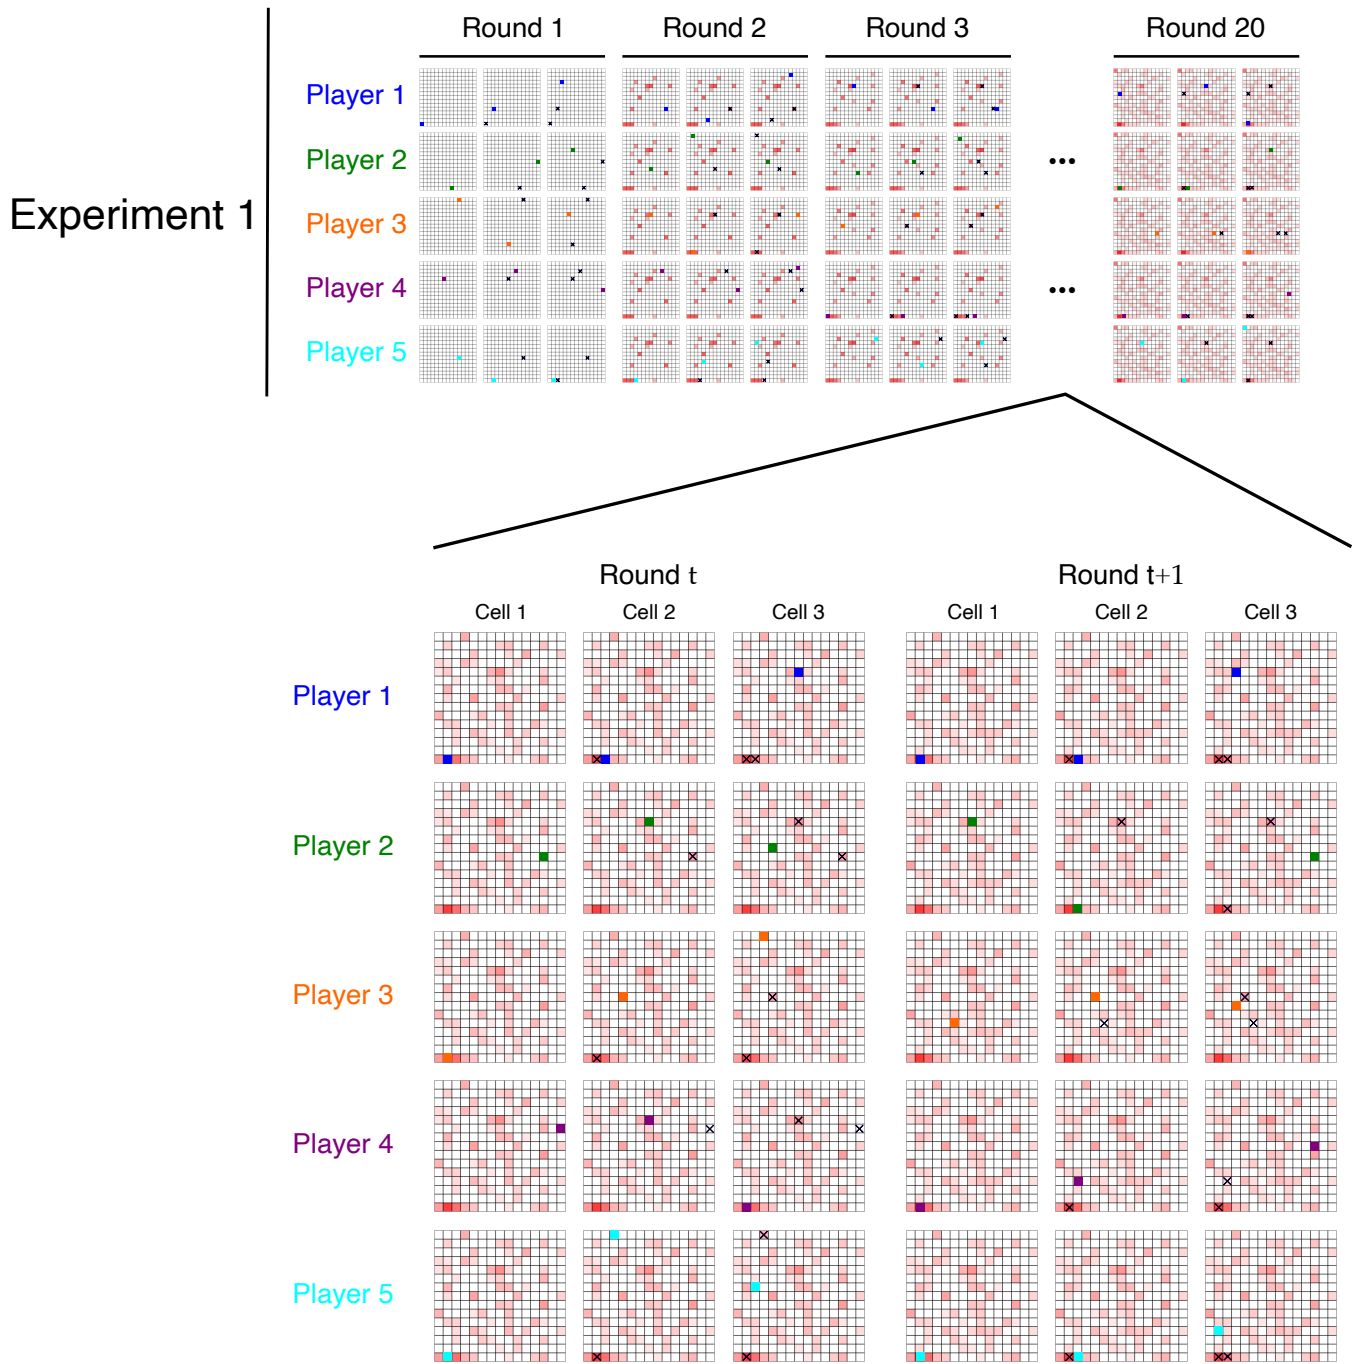 Round 1 Round 2 Round 3 Round 20
Player 1
Player 2 ...
Experiment 1
Player 3
Player 4 ...
Player 5
Round t Round t+1
Cell 1 Cell 2 Cell 3 Cell 1 Cell 2 Cell 3
Player 1
Player 2
Player 3
Player 4
Player 5